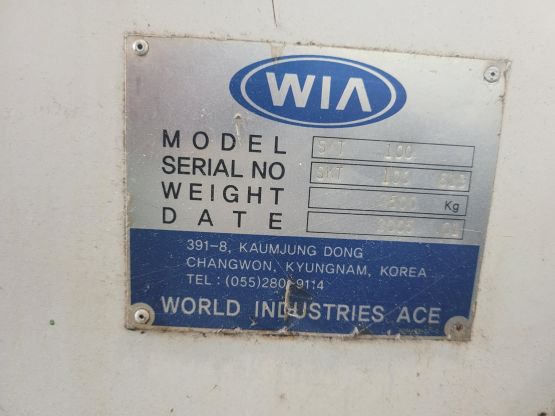 WIA
MODEL S/T 100
SERIAL NO SKT 100
WEIGHT Kg
DATE
391-8, KAUMJUNG DONG
CHANGWON, KYUNGNAM, KOREA
TEL : (055)280-9114
WORLD INDUSTRIES ACE